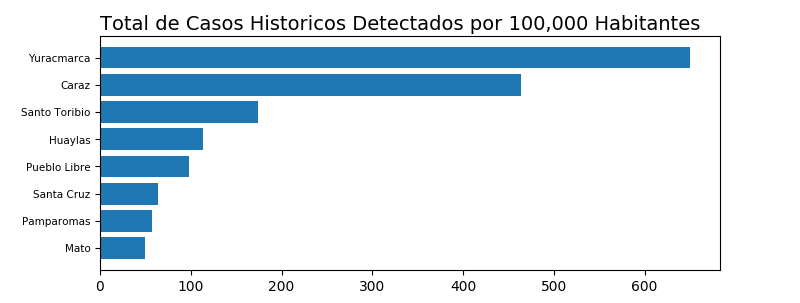 Total de Casos Historicos Detectados por 100,000 Habitantes
Yuracmarca
Caraz
Santo Toribio
Huaylas
Pueblo Libre
Santa Cruz
Pamparomas
Mato
0 100 200 300 400 500 600